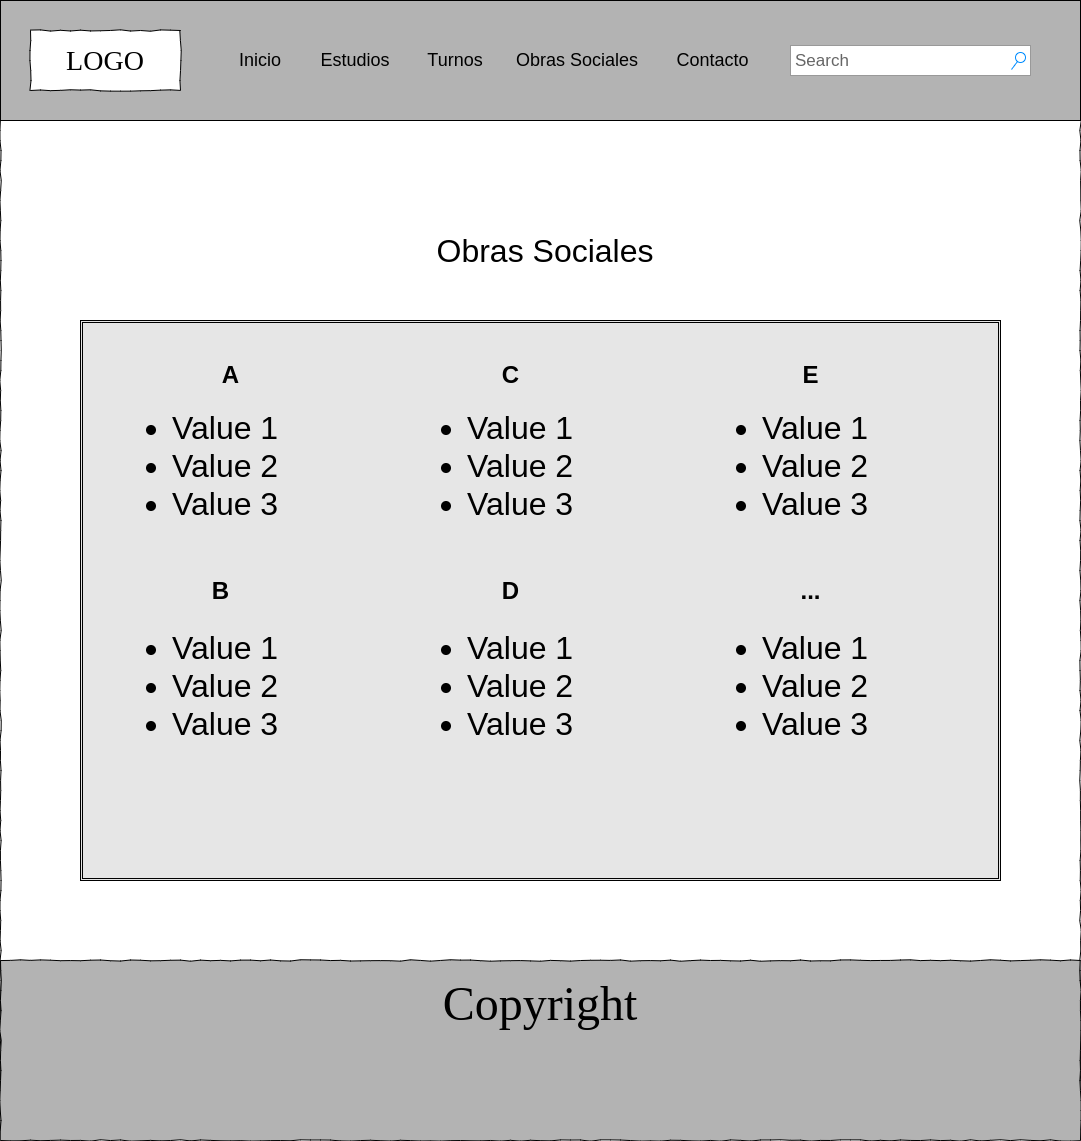 LOGO
Inicio Estudios Turnos Obras Sociales Contacto Search
Obras Sociales
A
• Value 1
• Value 2
• Value 3
C
• Value 1
• Value 2
• Value 3
E
• Value 1
• Value 2
• Value 3
B
• Value 1
• Value 2
• Value 3
D
• Value 1
• Value 2
• Value 3
...
• Value 1
• Value 2
• Value 3
Copyright